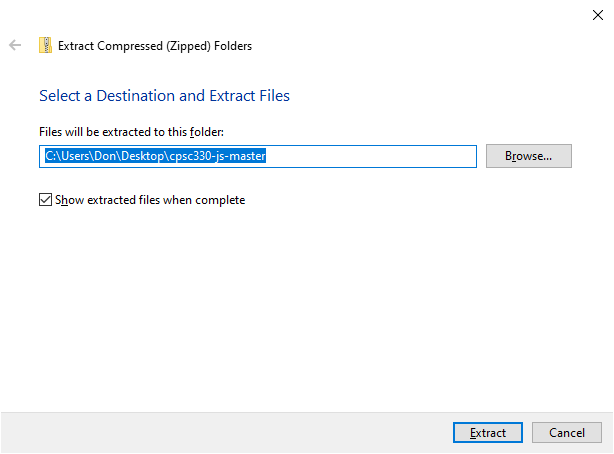 Extract Compressed (Zipped) Folders
Select a Destination and Extract Files
Files will be extracted to this folder:
C:\Users\Don\Desktop\cpsc330-js-master
Browse...
Show extracted files when complete
Extract
Cancel